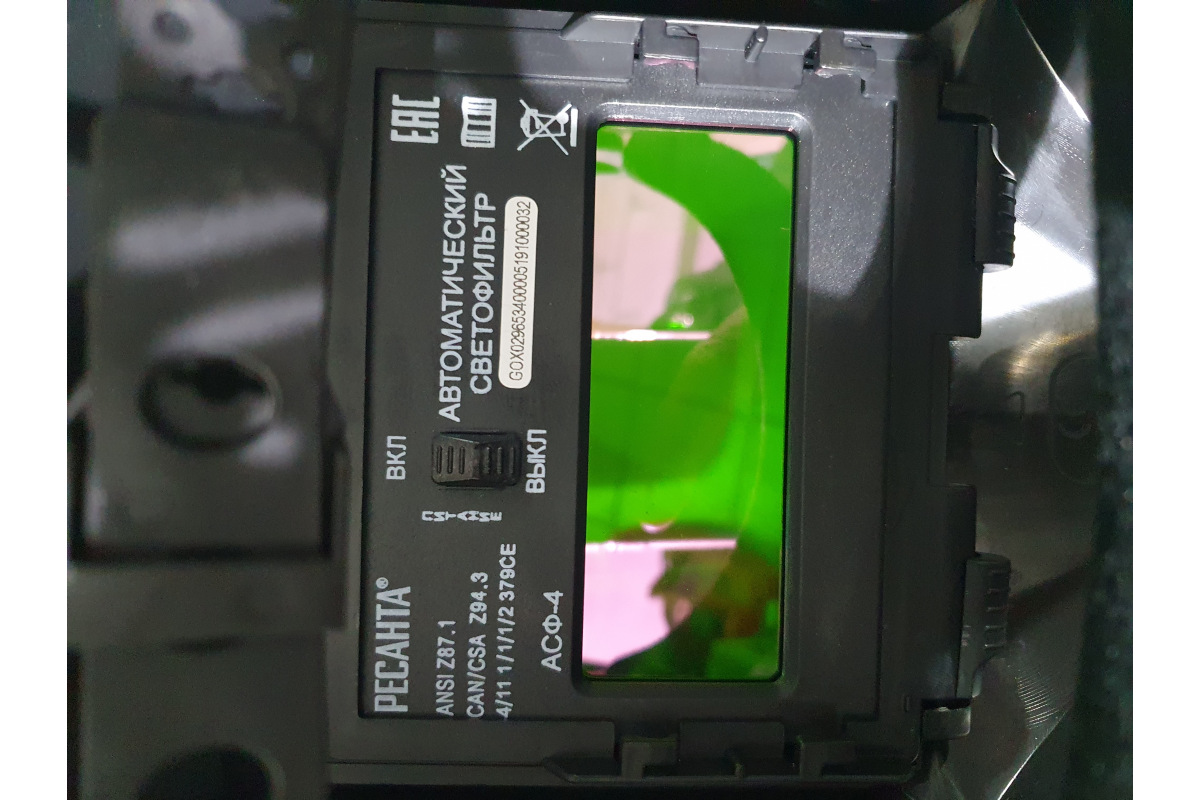 РЕСАНТА®
ANSI Z87.1
CAN/CSA Z94.3
4/11 1/1/1/2 379CE
АСФ-4
ПИТАНИЕ
ВКЛ
ВЫКЛ
АВТОМАТИЧЕСКИЙ
СВЕТОФИЛЬТР
GOX029653400005191000032
EAC